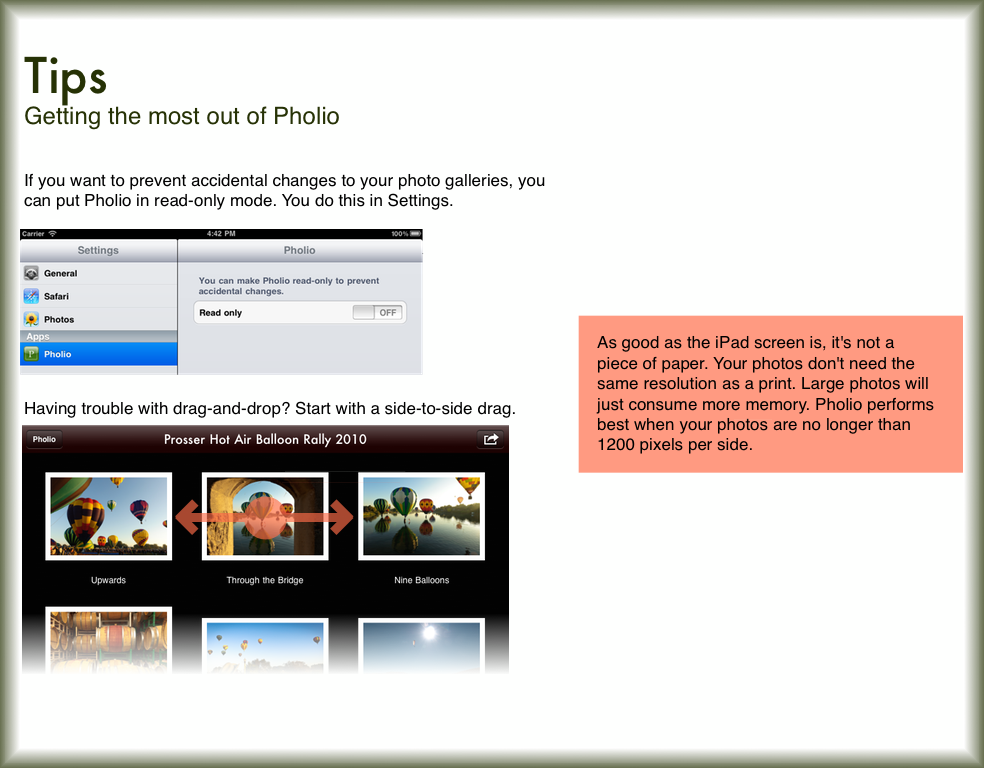 Tips
Getting the most out of Pholio
If you want to prevent accidental changes to your photo galleries, you
can put Pholio in read-only mode. You do this in Settings.
Carrier 4:42 PM 100%
Settings Pholio
General
Safari
Photos
Apps
Pholio
You can make Pholio read-only to prevent
accidental changes.
Read only OFF
Having trouble with drag-and-drop? Start with a side-to-side drag.
Pholio Prosser Hot Air Balloon Rally 2010
Upwards Through the Bridge Nine Balloons
As good as the iPad screen is, it's not a
piece of paper. Your photos don't need the
same resolution as a print. Large photos will
just consume more memory. Pholio performs
best when your photos are no longer than
1200 pixels per side.